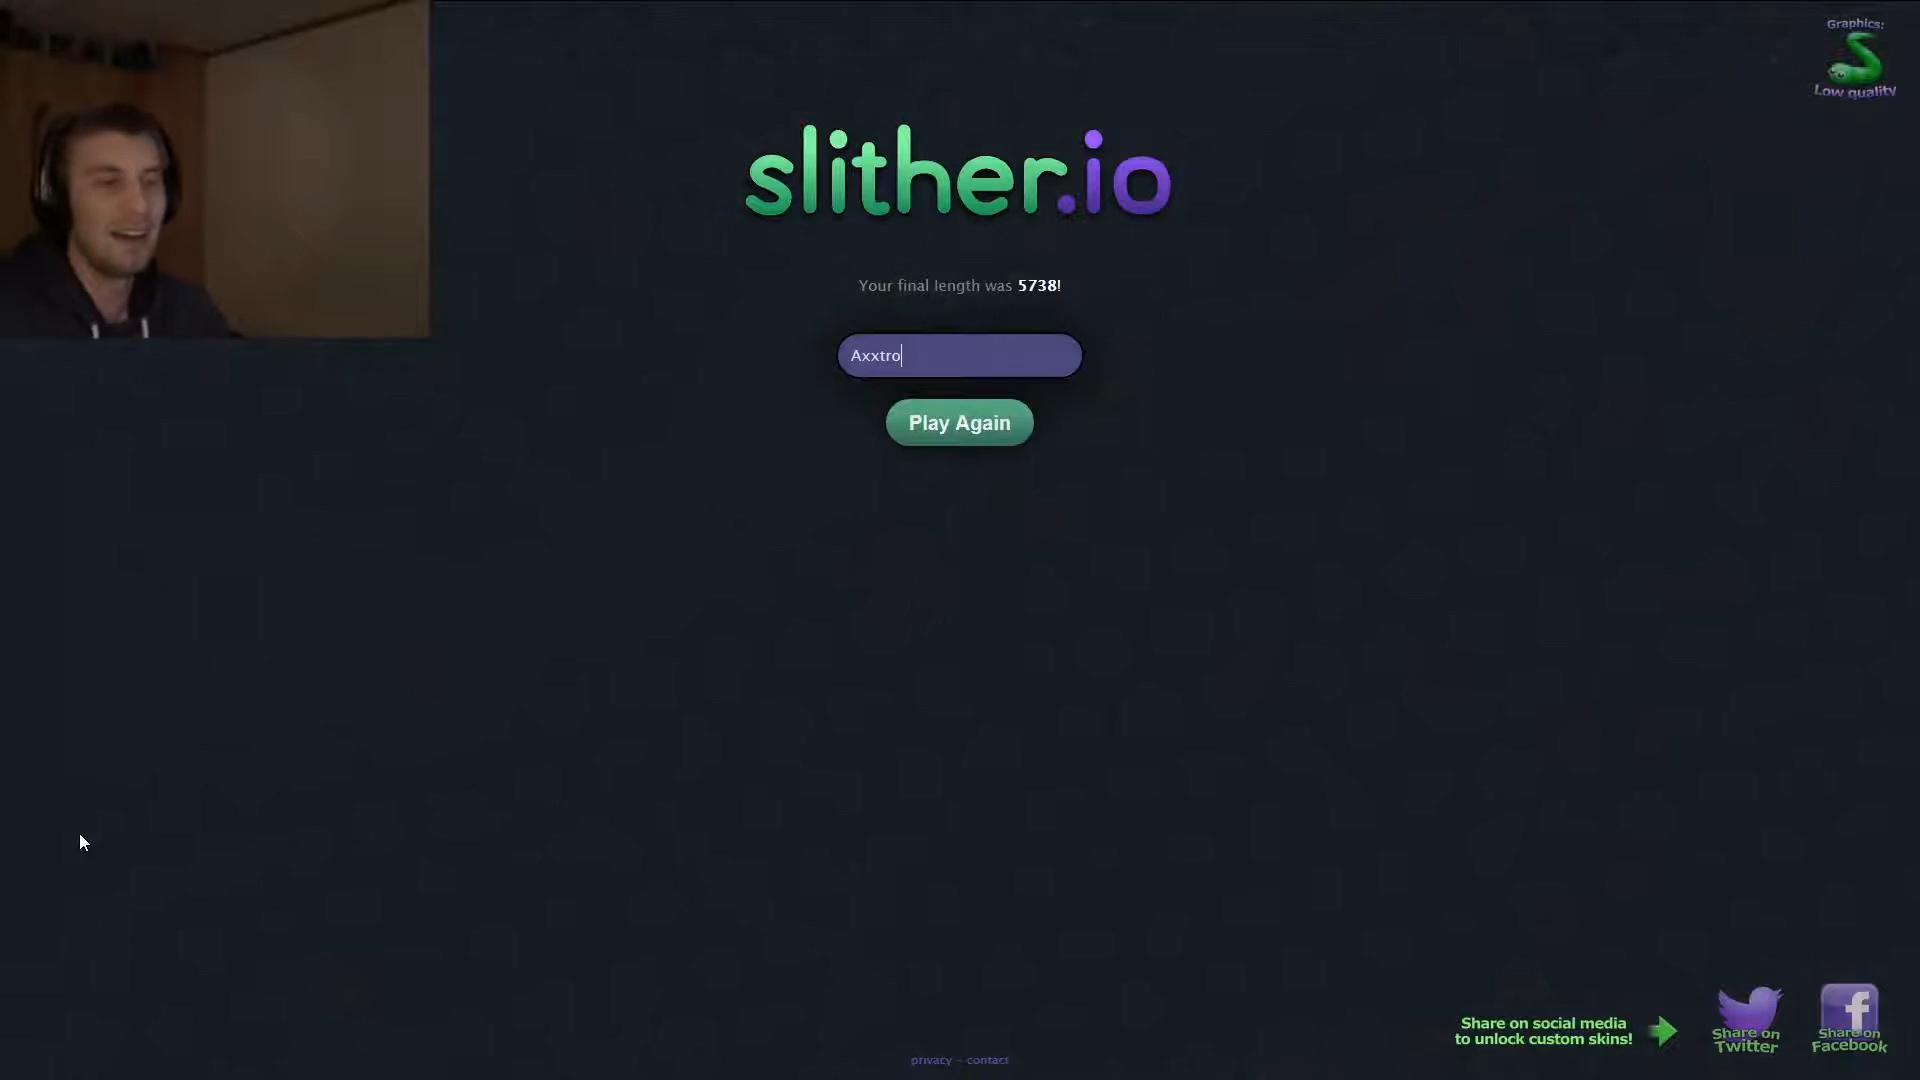 Graphics:
Low quality
slither.io
Your final length was 5738!
Axxtro
Play Again
Share on social media
to unlock custom skins!
Share on
Twitter
f
Share on
Facebook
privacy - contact